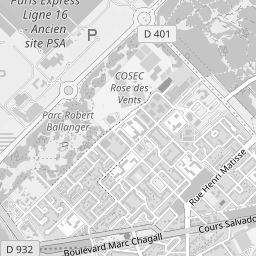 Paris Express
Ligne 16
- Ancien
site PSA
P
D 401
COSEC
Rose des
Vents
Parc Robert
Ballanger
Rue Henri Matisse
Cours Salvado
D 932
Boulevard Marc Chagall